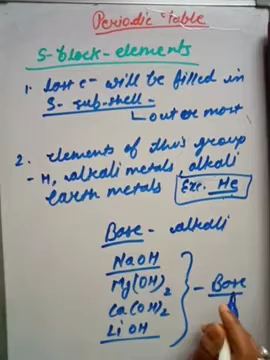 Periodic table
S-block-elements
1. last e- will be filled in
S- sub-shell-
outer most
2. elements of this group
- H, alkali metals, alkali
earth metals
Exc. He
Base - alkali
NaOH
Mg(OH)2
Ca(OH)2
LiOH
- Base